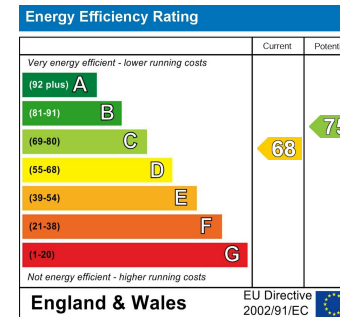 Energy Efficiency Rating
Current
Very energy efficient - lower running costs
(92 plus) A
(81-91) B
(69-80) C
(55-68) D
(39-54) E
(21-38) F
(1-20) G
68
Not energy efficient - higher running costs
England & Wales
EU Directive
2002/91/EC